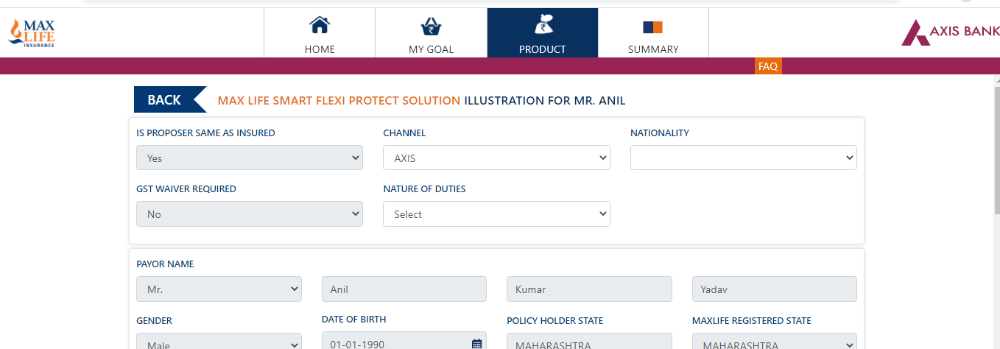 MAX
LIFE
INSURANCE
HOME
MY GOAL
PRODUCT
SUMMARY
AXIS BANK
FAQ
BACK
MAX LIFE SMART FLEXI PROTECT SOLUTION ILLUSTRATION FOR MR. ANIL
IS PROPOSER SAME AS INSURED
CHANNEL
NATIONALITY
Yes
AXIS
GST WAIVER REQUIRED
NATURE OF DUTIES
No
Select
PAYOR NAME
Mr.
Anil
Kumar
Yadav
GENDER
DATE OF BIRTH
POLICY HOLDER STATE
MAXLIFE REGISTERED STATE
Male
01-01-1990
MAHARASHTRA
MAHARASHTRA